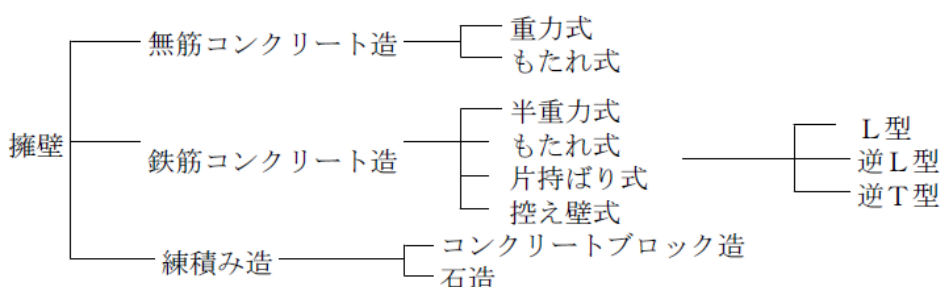 擁壁
無筋コンクリート造
重力式
もたれ式
鉄筋コンクリート造
半重力式
もたれ式
片持ばり式
控え壁式
L型
逆L型
逆T型
練積み造
コンクリートブロック造
石造